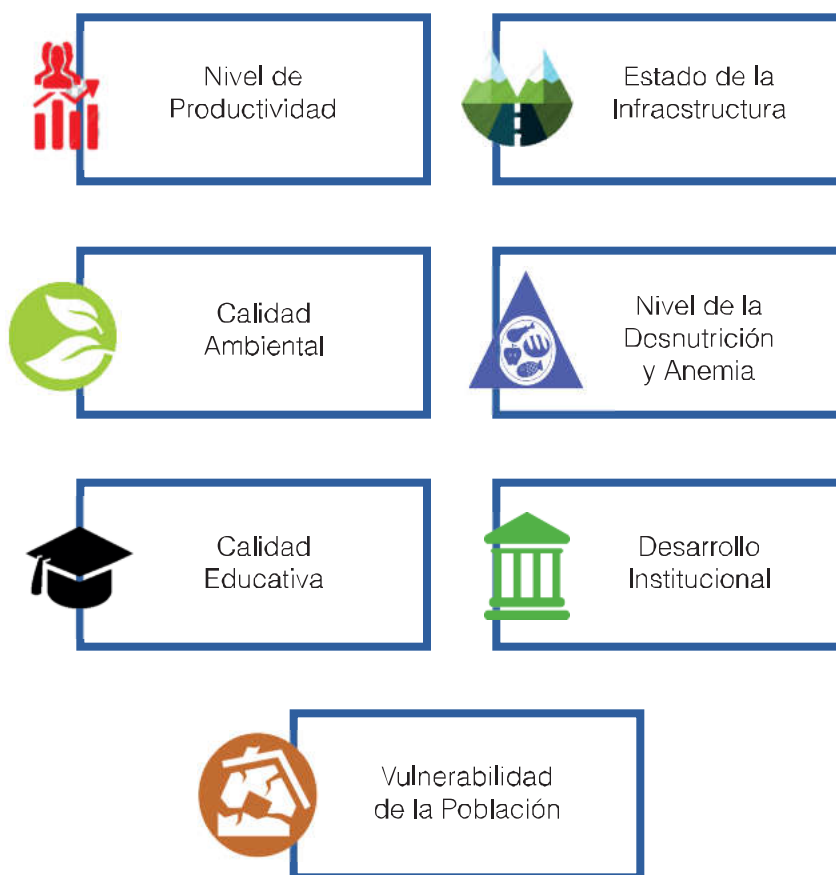 Nivel de
Productividad
Estado de la
Infraestructura
Calidad
Ambiental
Nivel de la
Desnutrición
y Anemia
Calidad
Educativa
Desarrollo
Institucional
Vulnerabilidad
de la Población